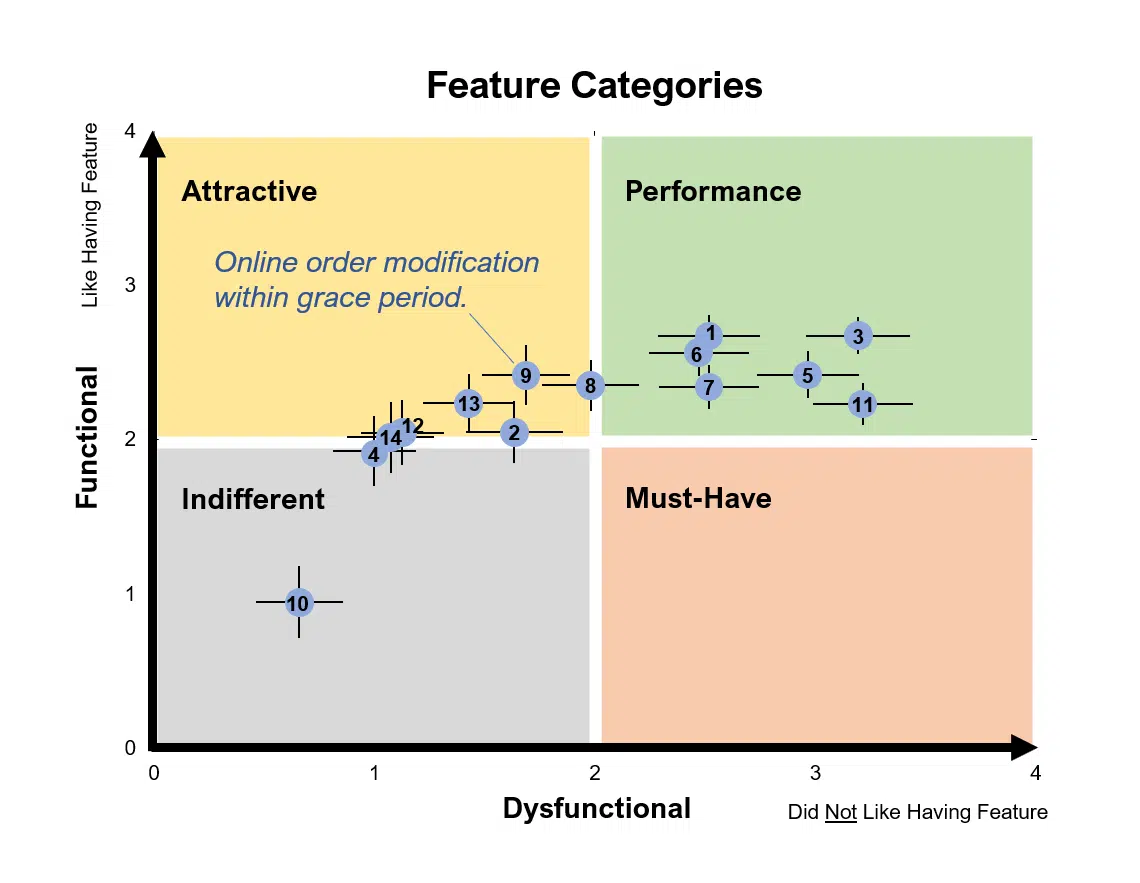 Feature Categories
Like Having Feature
Functional
4
3
2
1
0
Attractive
Performance
Online order modification
within grace period.
1
3
6
9
5
8
7
13
11
12
2
14
4
Indifferent
Must-Have
10
0
1
2
3
4
Dysfunctional
Did Not Like Having Feature